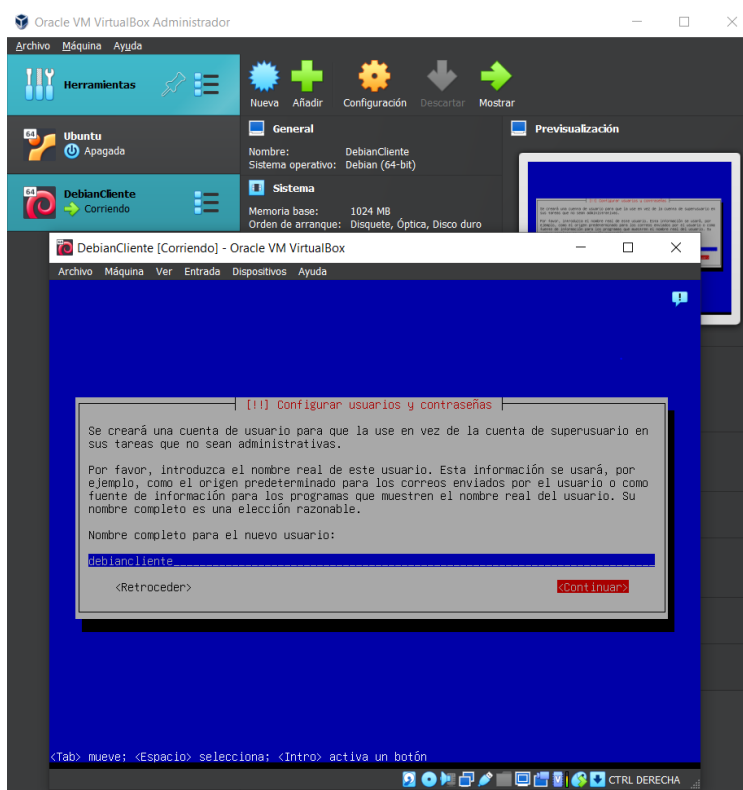 Oracle VM VirtualBox Administrador
Archivo Máquina Ayuda
Herramientas
Nueva Añadir Configuración Descartar Mostrar
64
Ubuntu
Apagada
General
Nombre: DebianCliente
Sistema operativo: Debian (64-bit)
Previsualización
64
DebianCliente
Corriendo
Sistema
Memoria base: 1024 MB
Orden de arranque: Disquete, Óptica, Disco duro
DebianCliente [Corriendo] - Oracle VM VirtualBox
Archivo Máquina Ver Entrada Dispositivos Ayuda
[!!] Configurar usuarios y contraseñas
Se creará una cuenta de usuario para que la use en vez de la cuenta de superusuario en
sus tareas que no sean administrativas.
Por favor, introduzca el nombre real de este usuario. Esta información se usará, por
ejemplo, como el origen predeterminado para los correos enviados por el usuario o como
fuente de información para los programas que muestren el nombre real del usuario. Su
nombre completo es una elección razonable.
Nombre completo para el nuevo usuario:
debiancliente
<Retroceder> <Continuar>
<Tab> mueve; <Espacio> selecciona; <Intro> activa un botón
CTRL DERECHA